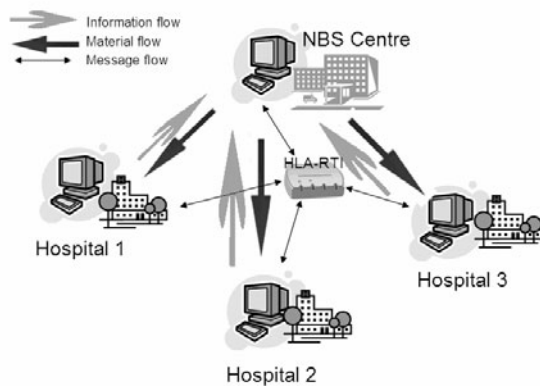 Information flow
Material flow
Message flow
NBS Centre
HLA-RTI
Hospital 1
Hospital 3
Hospital 2